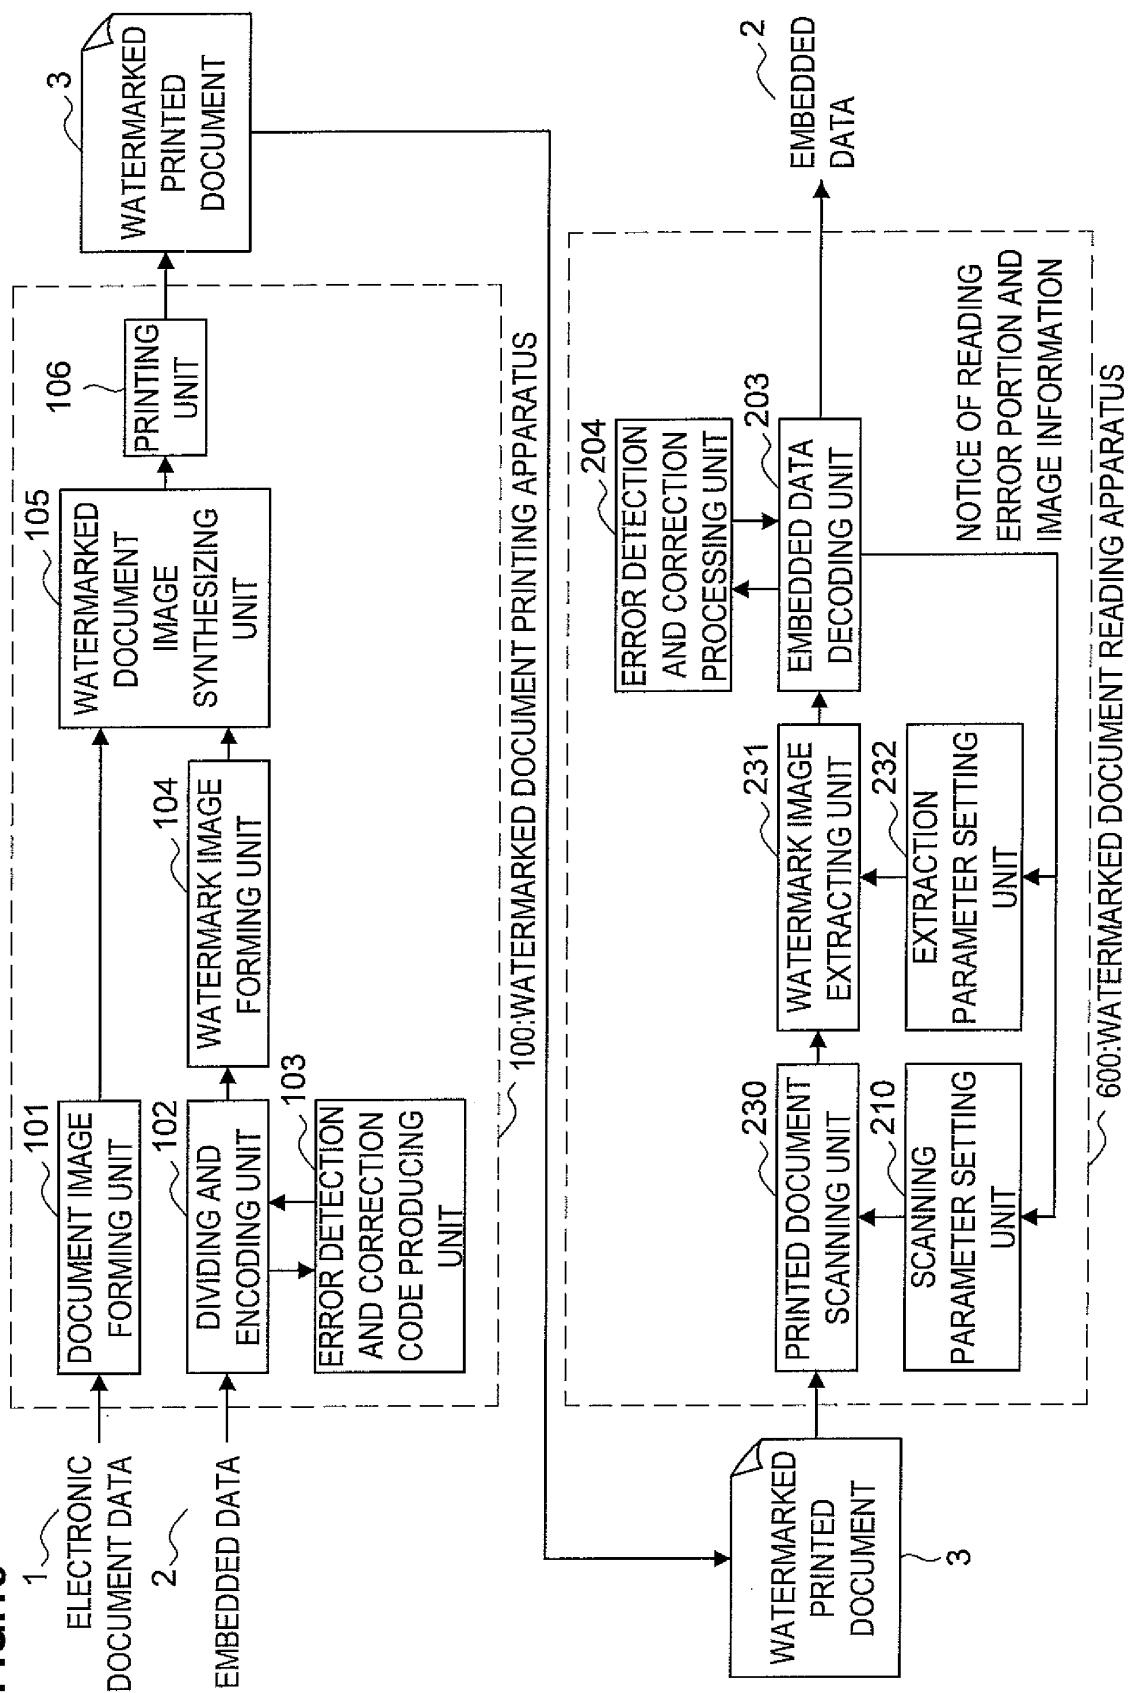 1
ELECTRONIC
DOCUMENT DATA
2
EMBEDDED DATA
101
DOCUMENT IMAGE
FORMING UNIT
102
DIVIDING AND
ENCODING UNIT
103
ERROR DETECTION
AND CORRECTION
CODE PRODUCING
UNIT
104
WATERMARK IMAGE
FORMING UNIT
105
WATERMARKED
DOCUMENT
IMAGE
SYNTHESIZING
UNIT
106
PRINTING
UNIT
3
WATERMARKED
PRINTED
DOCUMENT
100:WATERMARKED DOCUMENT PRINTING APPARATUS
WATERMARKED
PRINTED
DOCUMENT
3
230
PRINTED DOCUMENT
SCANNING UNIT
210
SCANNING
PARAMETER SETTING
UNIT
231
WATERMARK IMAGE
EXTRACTING UNIT
232
EXTRACTION
PARAMETER SETTING
UNIT
204
ERROR DETECTION
AND CORRECTION
PROCESSING UNIT
203
EMBEDDED DATA
DECODING UNIT
NOTICE OF READING
ERROR PORTION AND
IMAGE INFORMATION
2
EMBEDDED
DATA
600:WATERMARKED DOCUMENT READING APPARATUS